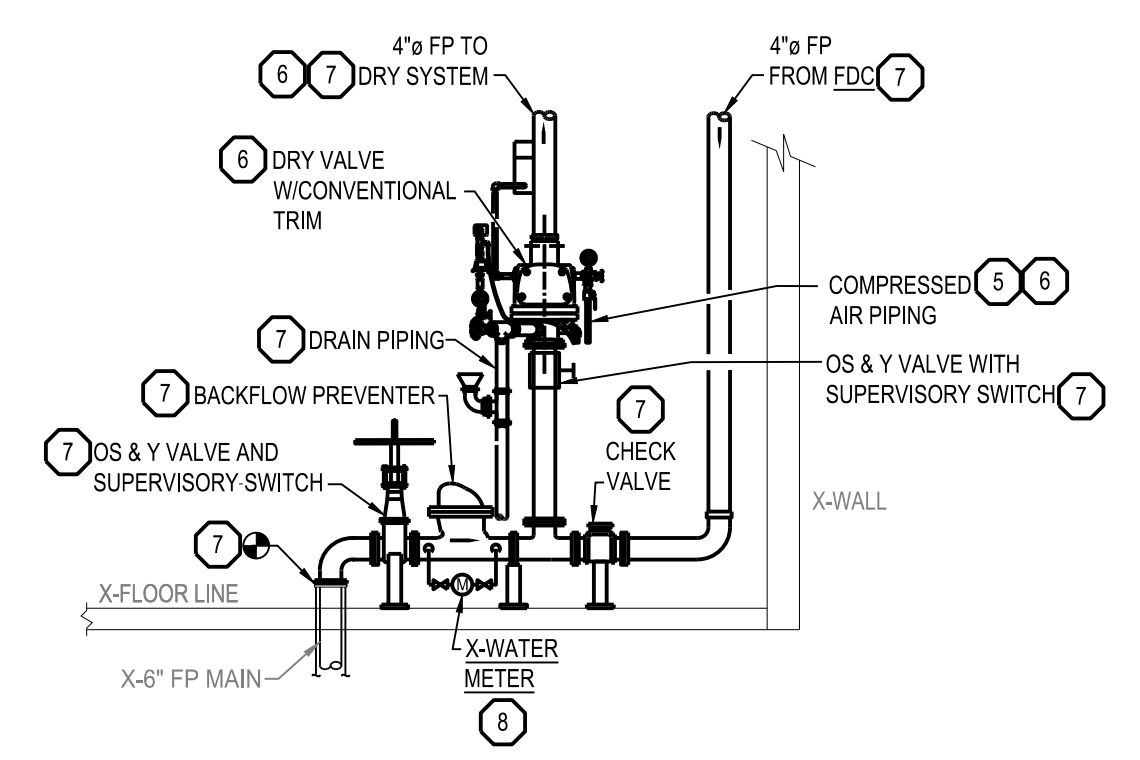 4"ø FP TO
6 7 DRY SYSTEM
4"ø FP
FROM FDC 7
6 DRY VALVE
W/CONVENTIONAL
TRIM
COMPRESSED 5 6
AIR PIPING
7 DRAIN PIPING
OS & Y VALVE WITH
SUPERVISORY SWITCH 7
7 BACKFLOW PREVENTER
7
CHECK
VALVE
7 OS & Y VALVE AND
SUPERVISORY-SWITCH
X-WALL
7
X-FLOOR LINE
M
X-WATER
METER
8
X-6" FP MAIN